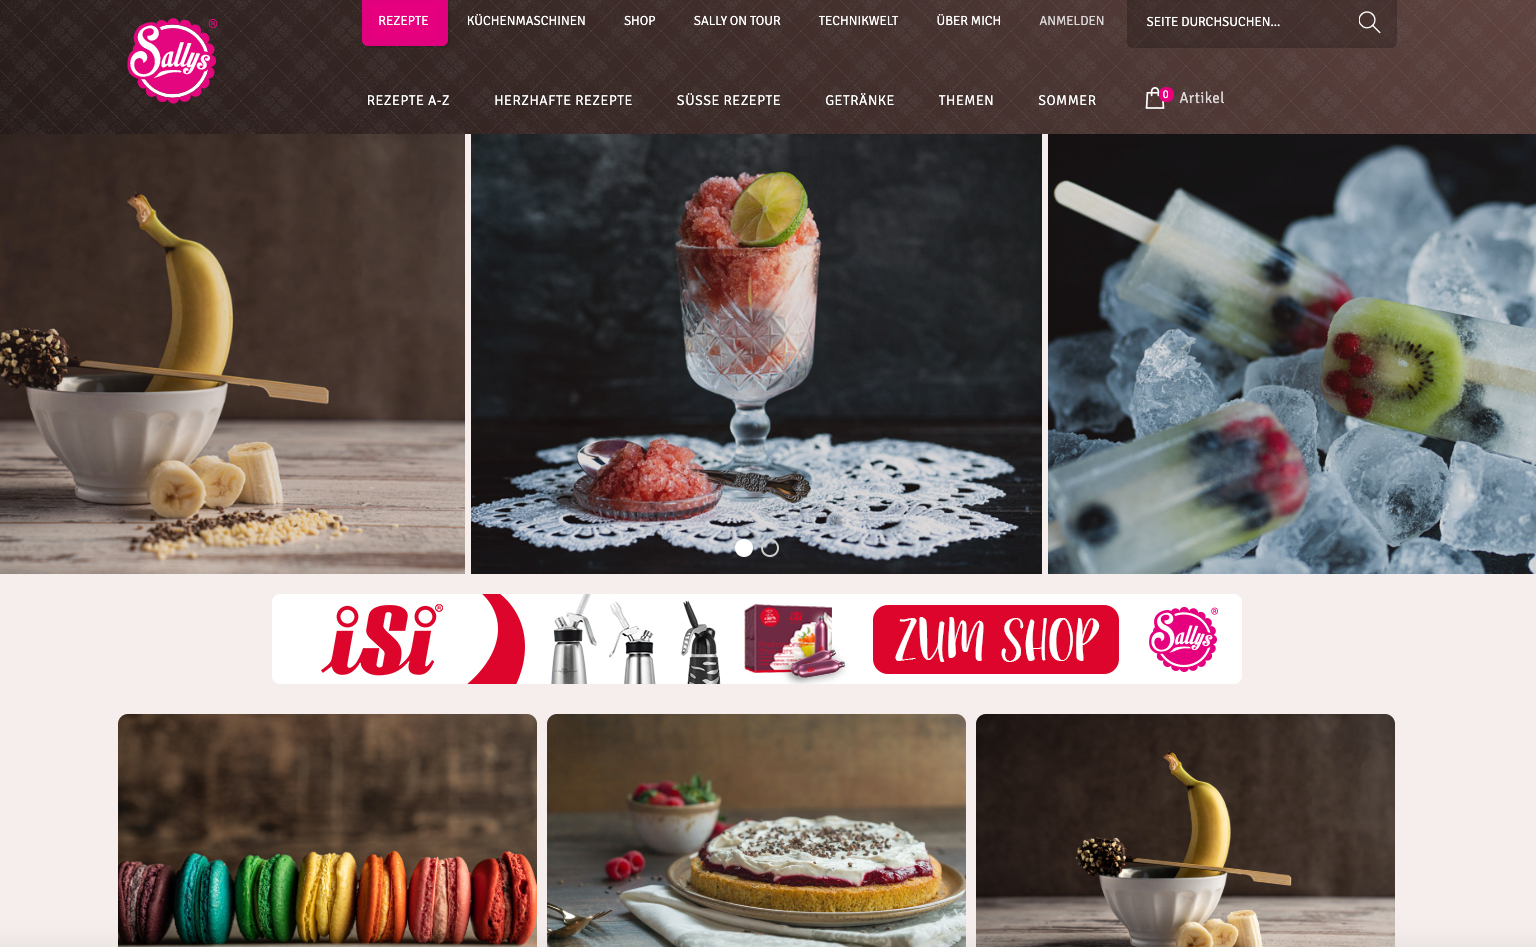 REZEPTE KÜCHENMASCHINEN SHOP SALLY ON TOUR TECHNIKWELT ÜBER MICH ANMELDEN SEITE DURCHSUCHEN...
Sallys®
REZEPTE A-Z HERZHAFTE REZEPTE SÜSSE REZEPTE GETRÄNKE THEMEN SOMMER 0 Artikel
iSi® ZUM SHOP Sallys®